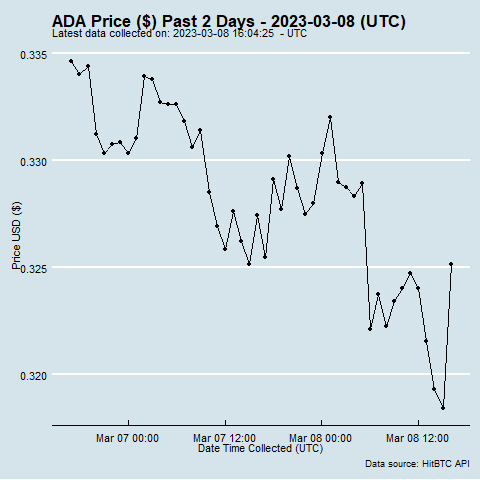 ADA Price ($) Past 2 Days - 2023-03-08 (UTC)
Latest data collected on: 2023-03-08 16:04:25 - UTC
0.335
0.330
0.325
0.320
Price USD ($)
Mar 07 00:00 Mar 07 12:00 Mar 08 00:00 Mar 08 12:00
Date Time Collected (UTC)
Data source: HitBTC API